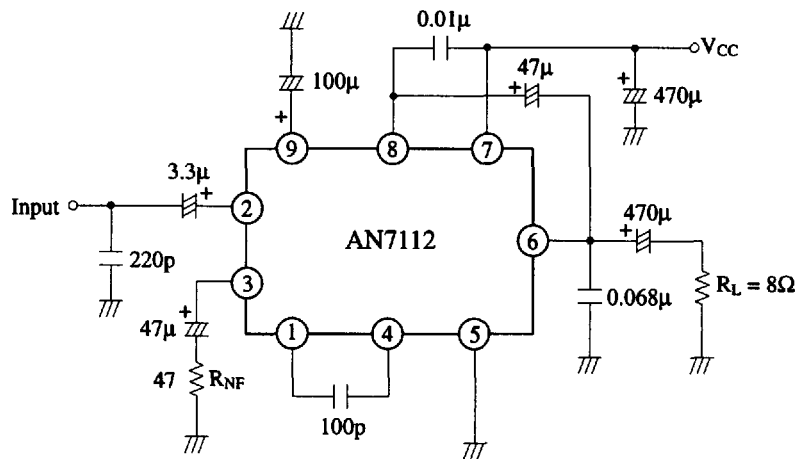 0.01μ
V_CC
47μ
+
100μ
+
470μ
+
9
8
7
3.3μ
+
Input
2
AN7112
6
470μ
+
220p
3
R_L = 8Ω
0.068μ
+
47μ
1
4
5
47
R_NF
100p